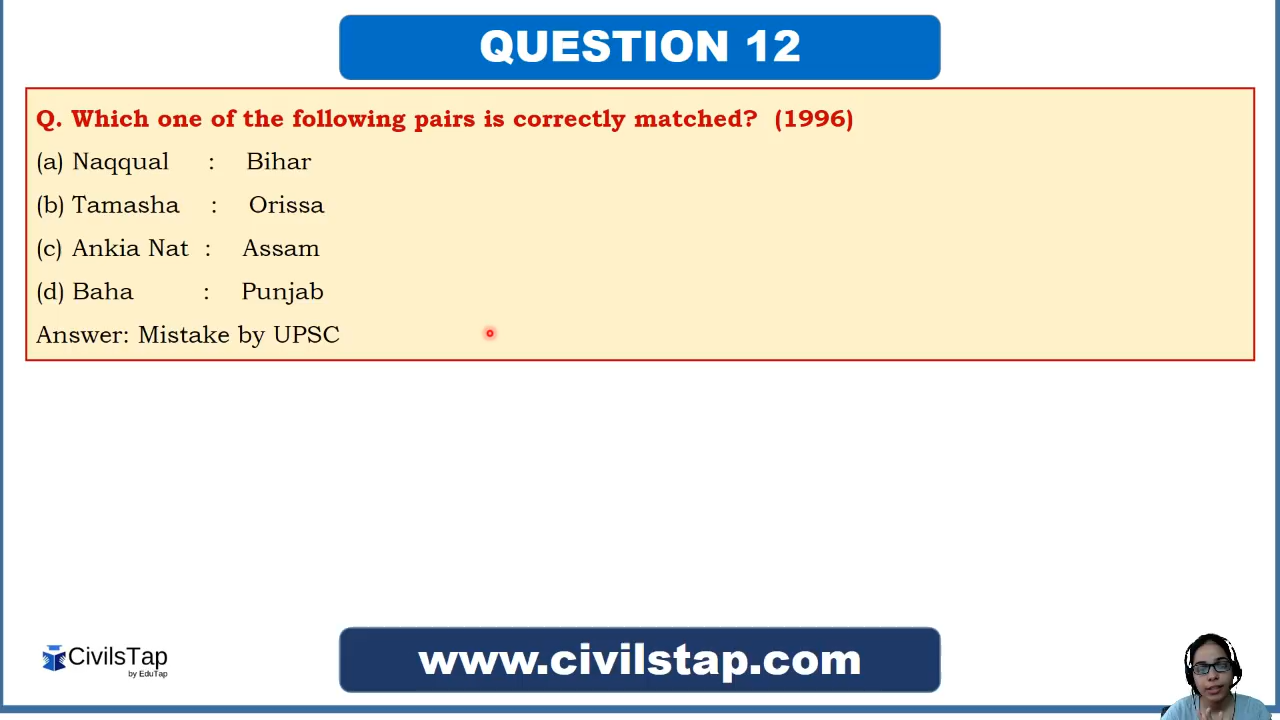 QUESTION 12
Q. Which one of the following pairs is correctly matched? (1996)
(a) Naqqual : Bihar
(b) Tamasha : Orissa
(c) Ankia Nat : Assam
(d) Baha : Punjab
Answer: Mistake by UPSC
CivilsTap
by EduTap
www.civilstap.com